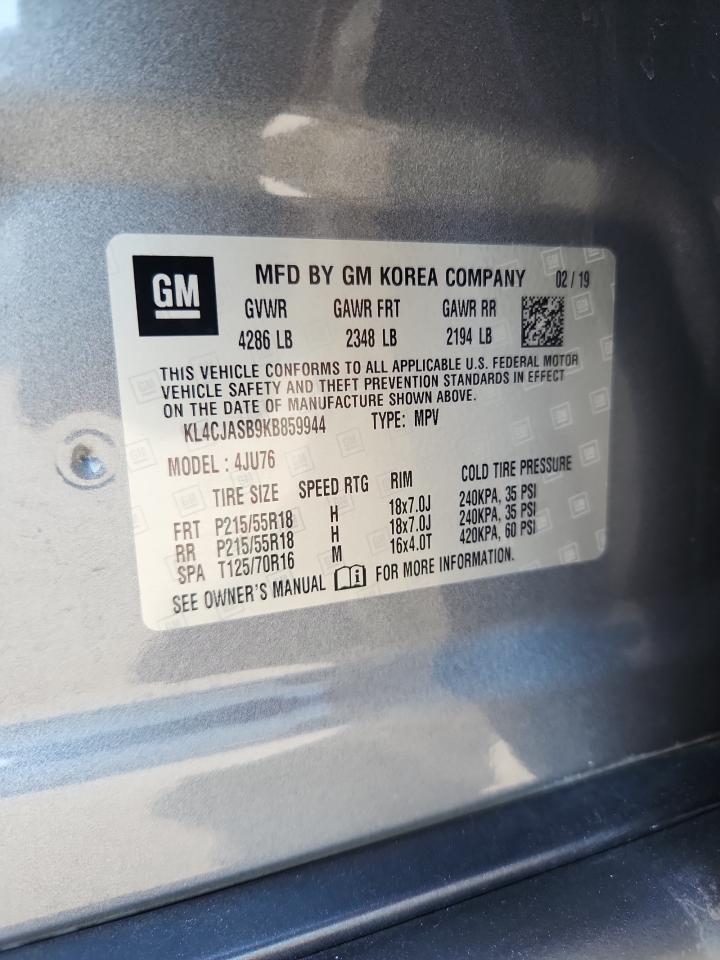 GM MFD BY GM KOREA COMPANY 02 / 19
GVWR GAWR FRT GAWR RR
4286 LB 2348 LB 2194 LB
THIS VEHICLE CONFORMS TO ALL APPLICABLE U.S. FEDERAL MOTOR
VEHICLE SAFETY AND THEFT PREVENTION STANDARDS IN EFFECT
ON THE DATE OF MANUFACTURE SHOWN ABOVE.
KL4CJASB9KB859944 TYPE: MPV
MODEL : 4JU76
TIRE SIZE SPEED RTG RIM COLD TIRE PRESSURE
FRT P215/55R18 H 18x7.0J 240KPA, 35 PSI
RR P215/55R18 H 18x7.0J 240KPA, 35 PSI
SPA T125/70R16 M 16x4.0T 420KPA, 60 PSI
SEE OWNER'S MANUAL i FOR MORE INFORMATION.